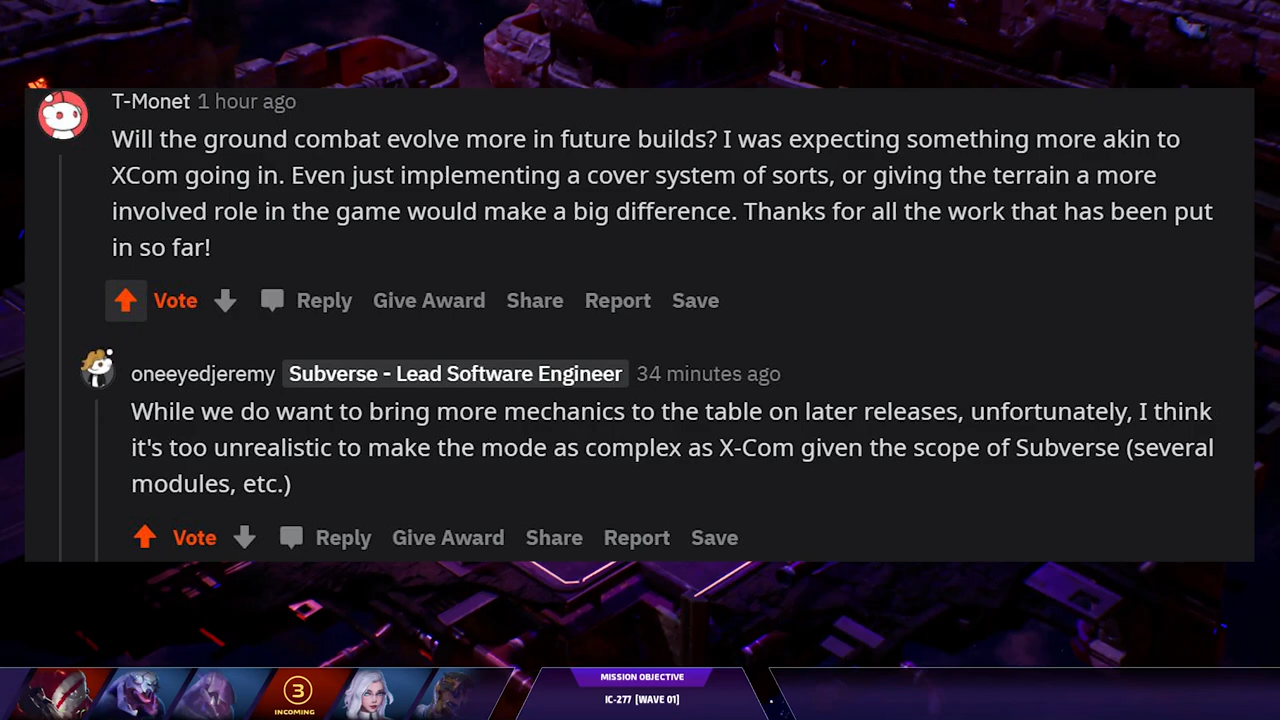 T-Monet 1 hour ago
Will the ground combat evolve more in future builds? I was expecting something more akin to
XCom going in. Even just implementing a cover system of sorts, or giving the terrain a more
involved role in the game would make a big difference. Thanks for all the work that has been put
in so far!
Vote Reply Give Award Share Report Save
oneeyedjeremy Subverse - Lead Software Engineer 34 minutes ago
While we do want to bring more mechanics to the table on later releases, unfortunately, I think
it's too unrealistic to make the mode as complex as X-Com given the scope of Subverse (several
modules, etc.)
Vote Reply Give Award Share Report Save
3
INCOMING
MISSION OBJECTIVE
IC-277 [WAVE 01]